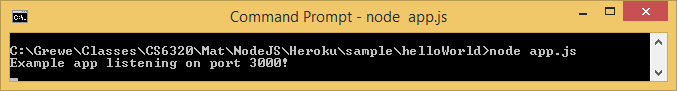 Command Prompt - node  app.js
C:\Grewe\Classes\CS6320\Mat\NodeJS\Heroku\sample\helloWorld>node app.js
Example app listening on port 3000!